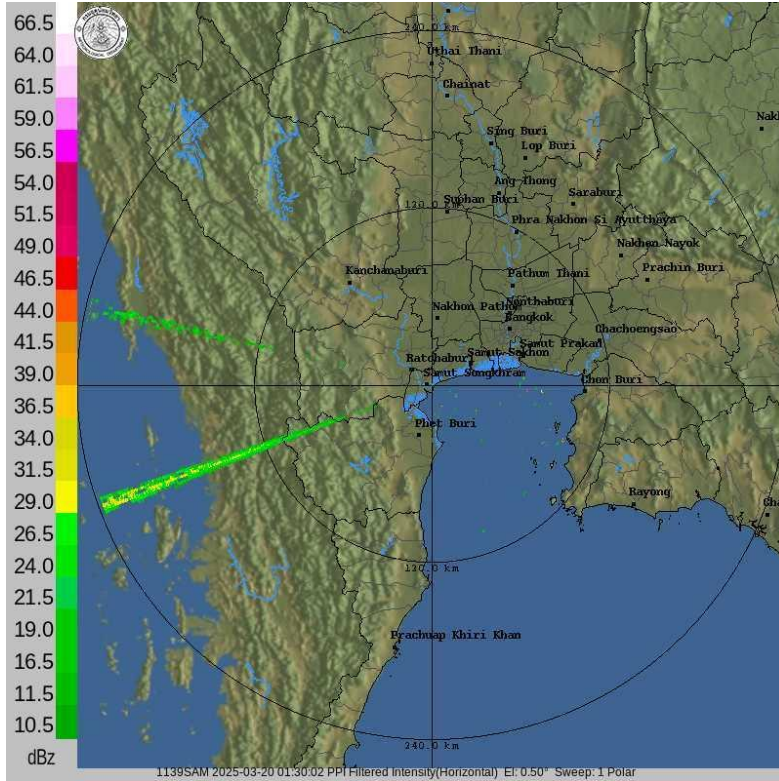 66.5
64.0
61.5
59.0
56.5
54.0
51.5
49.0
46.5
44.0
41.5
39.0
36.5
34.0
31.5
29.0
26.5
24.0
21.5
19.0
16.5
11.5
10.5
dBz
240.0 km
Uthai Thani
Chainat
Sing Buri
Lop Buri
Ang Thong
Saraburi
Suphan Buri
120.0 km
Phra Nakhon Si Ayutthaya
Nakhon Nayok
Kanchanaburi
Pathum Thani
Prachin Buri
Nakhon Pathom
Nonthaburi
Bangkok
Chachoengsao
Samut Prakan
Samut Sakhon
Ratchaburi
Samut Songkhram
Chon Buri
Phet Buri
Rayong
120.0 km
Prachuap Khiri Khan
240.0 km
1139SAM 2025-03-20 01:30:02 PPI Filtered Intensity(Horizontal) El: 0.50° Sweep: 1 Polar